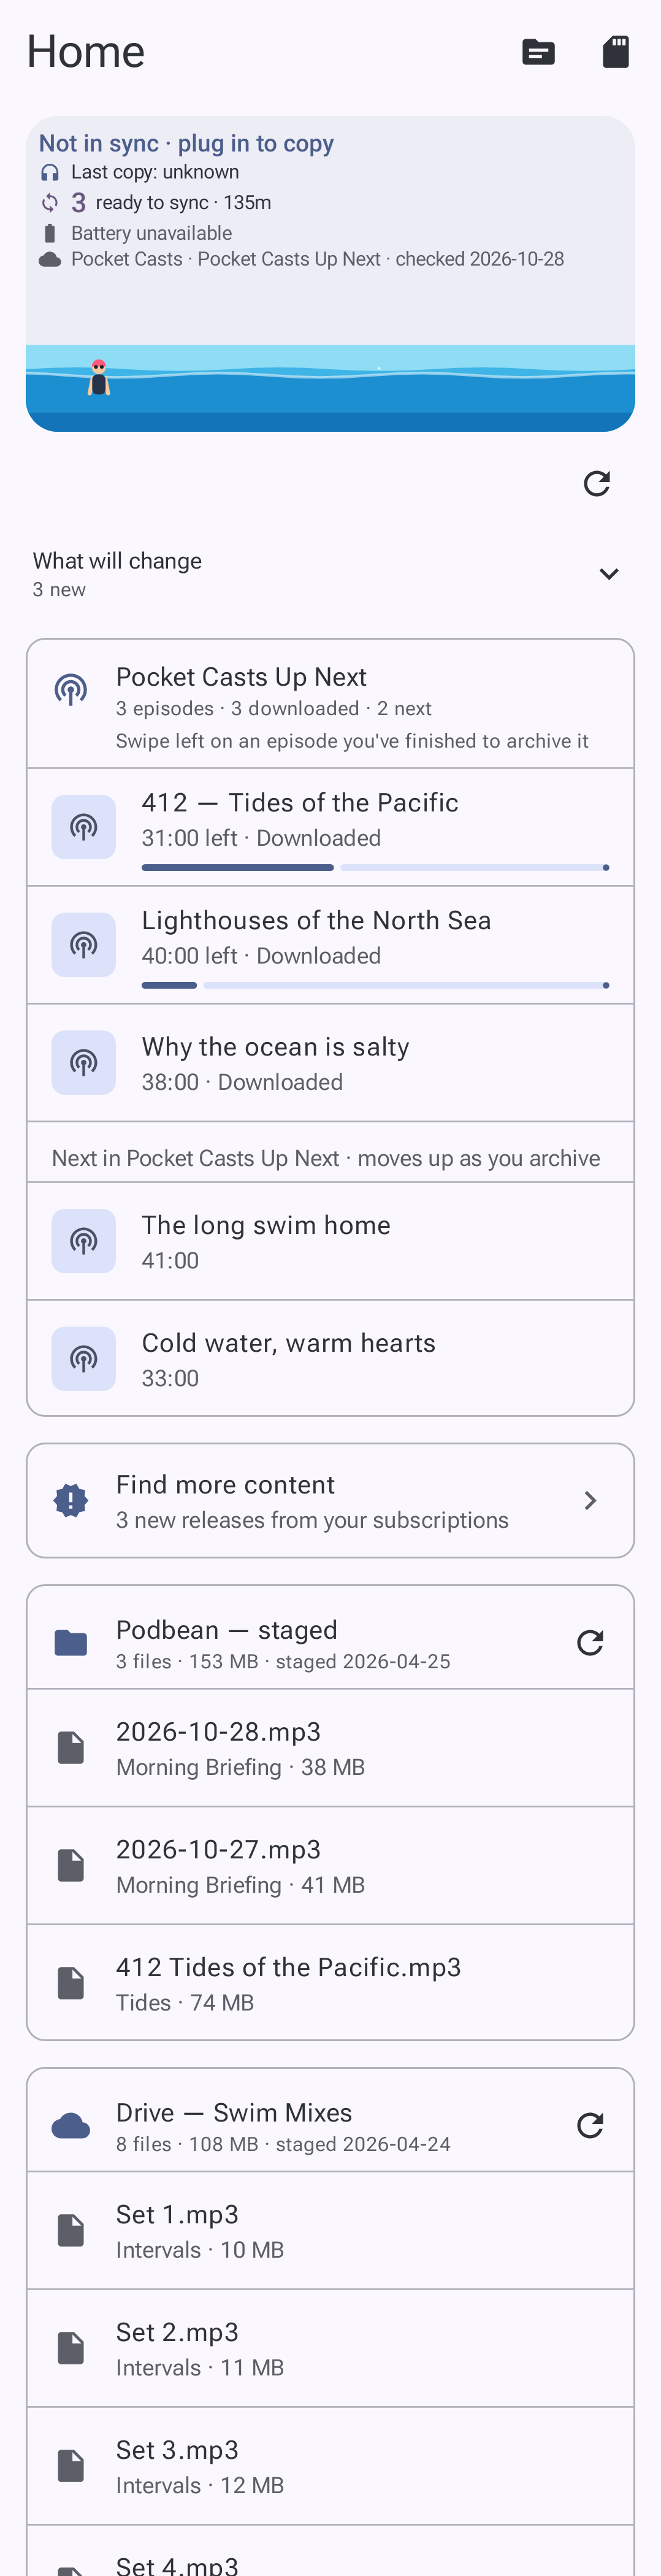 Home
Not in sync · plug in to copy
Last copy: unknown
3 ready to sync · 135m
Battery unavailable
Pocket Casts · Pocket Casts Up Next · checked 2026-10-28
What will change
3 new
Pocket Casts Up Next
3 episodes · 3 downloaded · 2 next
Swipe left on an episode you've finished to archive it
412 — Tides of the Pacific
31:00 left · Downloaded
Lighthouses of the North Sea
40:00 left · Downloaded
Why the ocean is salty
38:00 · Downloaded
Next in Pocket Casts Up Next · moves up as you archive
The long swim home
41:00
Cold water, warm hearts
33:00
Find more content
3 new releases from your subscriptions
Podbean — staged
3 files · 153 MB · staged 2026-04-25
2026-10-28.mp3
Morning Briefing · 38 MB
2026-10-27.mp3
Morning Briefing · 41 MB
412 Tides of the Pacific.mp3
Tides · 74 MB
Drive — Swim Mixes
8 files · 108 MB · staged 2026-04-24
Set 1.mp3
Intervals · 10 MB
Set 2.mp3
Intervals · 11 MB
Set 3.mp3
Intervals · 12 MB
Set 4.mp3